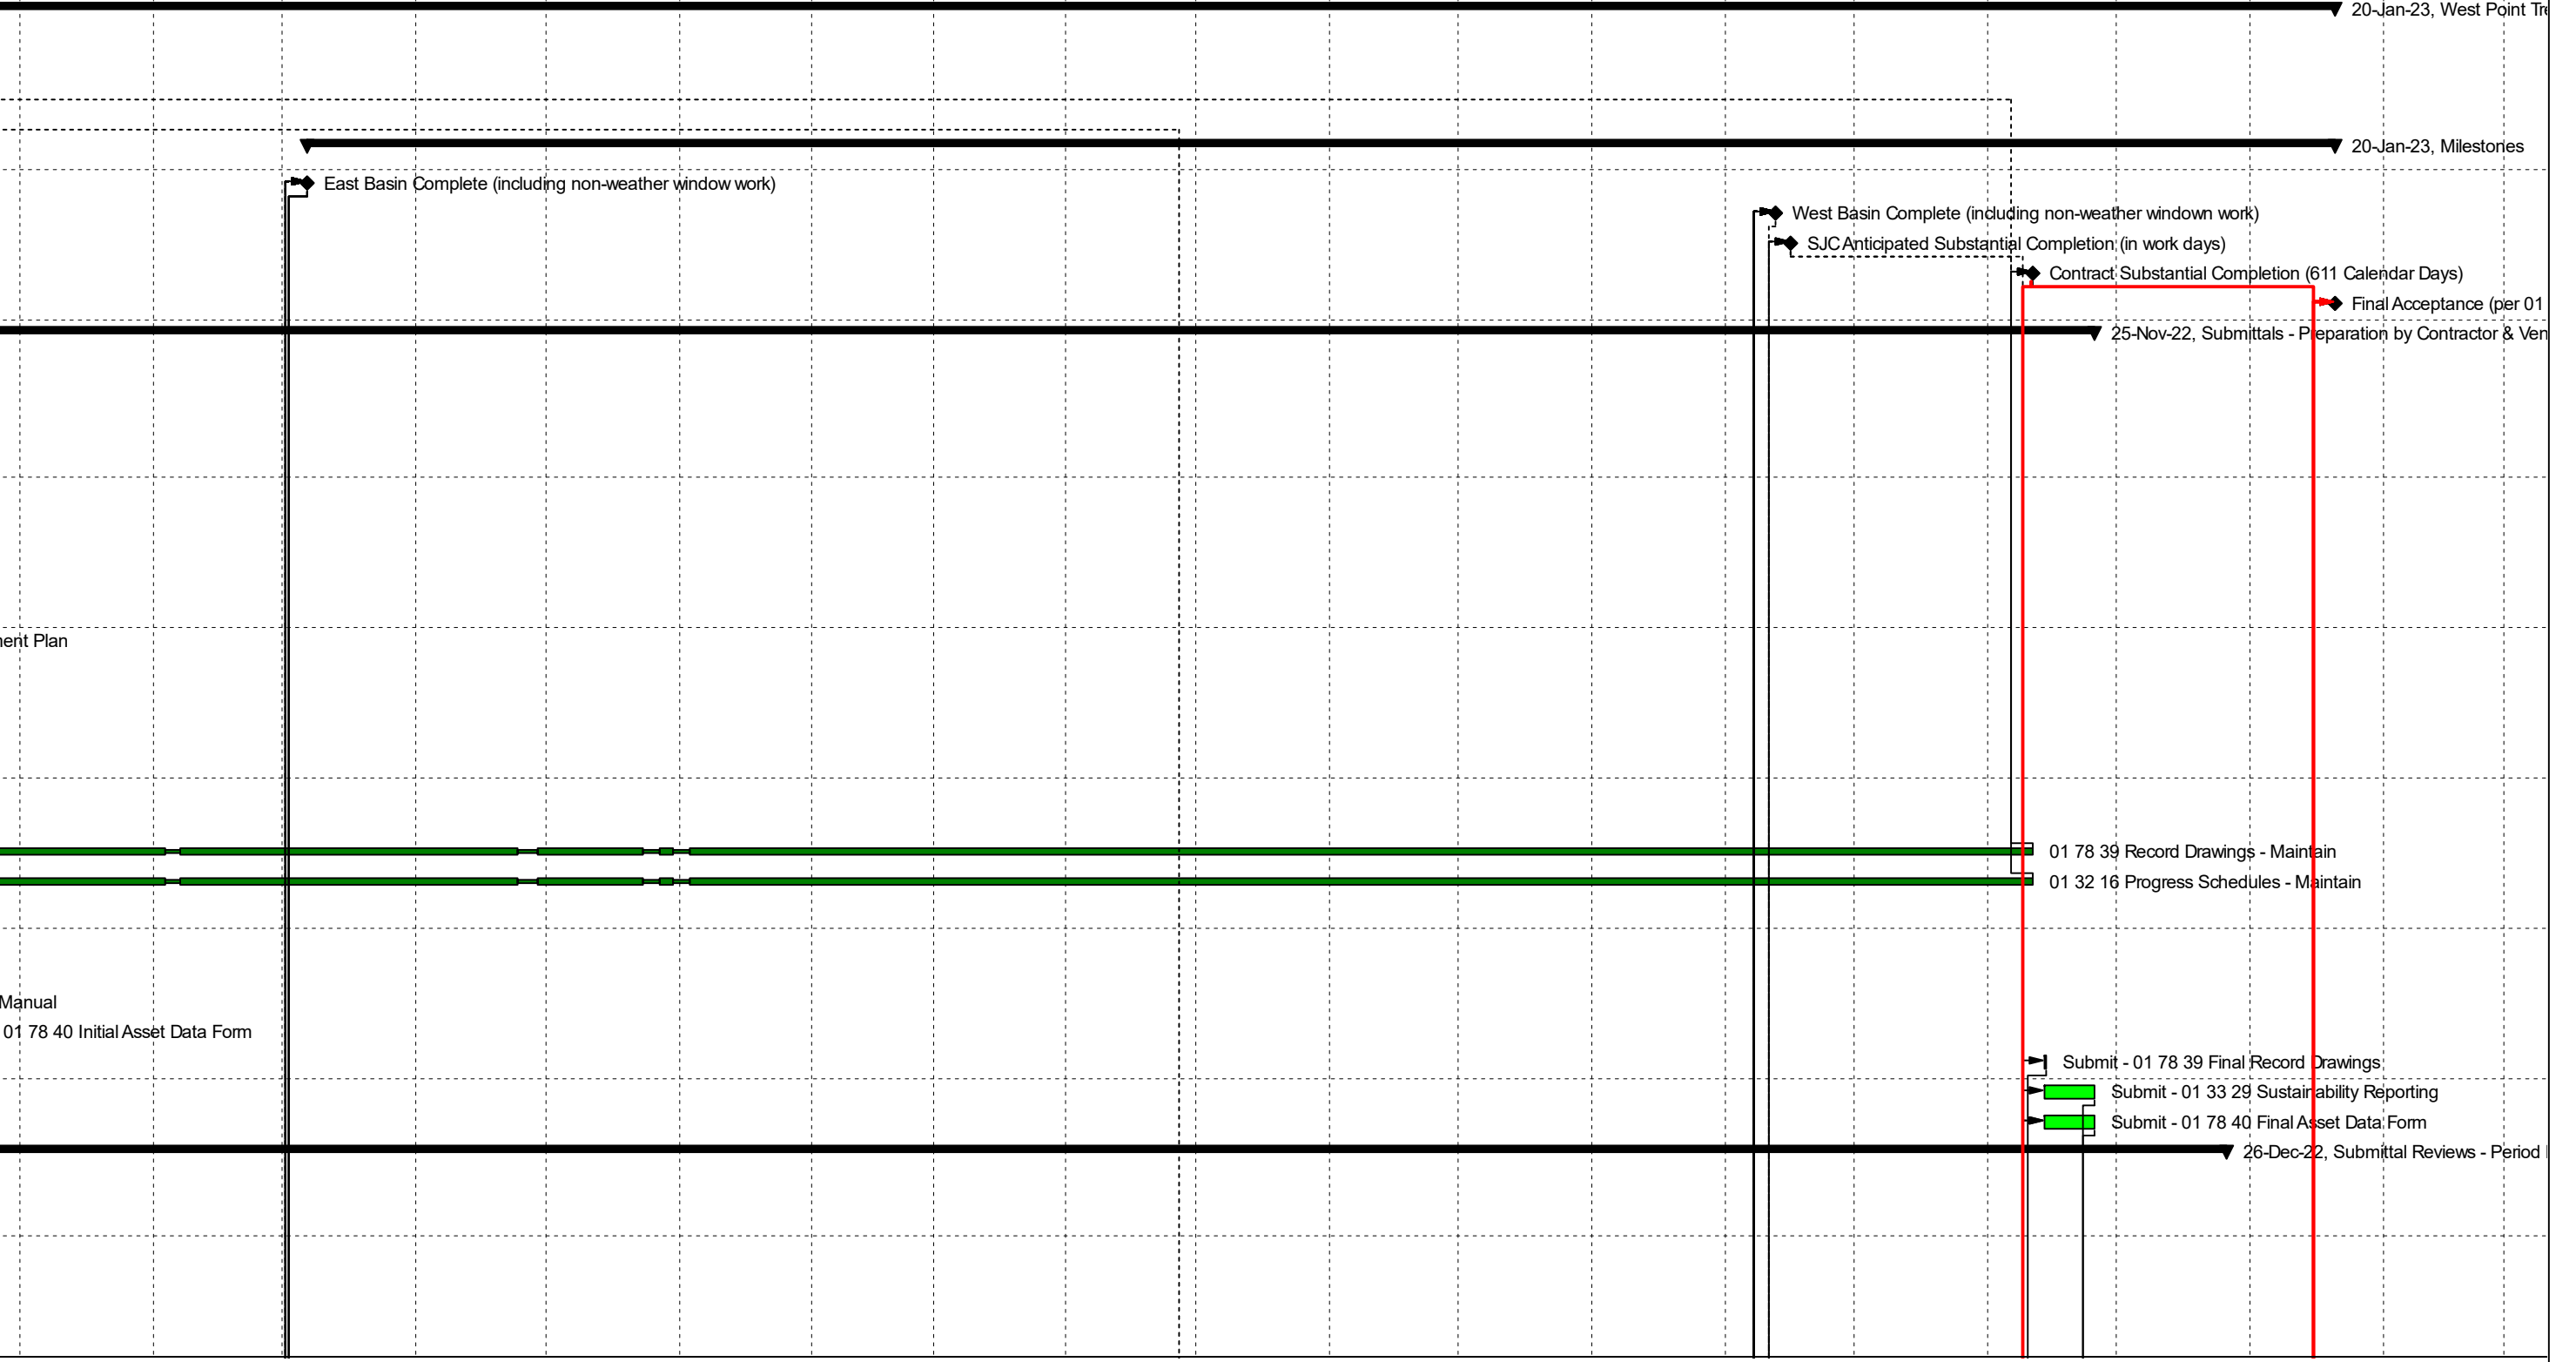 20-Jan-23, West Point
20-Jan-23, Milestones
East Basin Complete (including non-weather window work)
West Basin Complete (including non-weather windown work)
SJC Anticipated Substantial Completion (in work days)
Contract Substantial Completion (611 Calendar Days)
Final Acceptance (per 01
25-Nov-22, Submittals - Preparation by Contractor & Ven
Plan
01 78 39 Record Drawings - Maintain
01 32 16 Progress Schedules - Maintain
Manual
01 78 40 Initial Asset Data Form
Submit - 01 78 39 Final Record Drawings
Submit - 01 33 29 Sustainability Reporting
Submit - 01 78 40 Final Asset Data Form
26-Dec-22, Submittal Reviews - Period